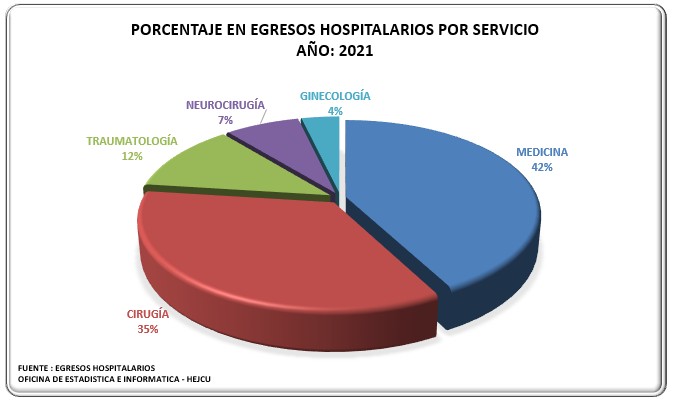 PORCENTAJE EN EGRESOS HOSPITALARIOS POR SERVICIO
AÑO: 2021
GINECOLOGÍA
4%
NEUROCIRUGÍA
7%
TRAUMATOLOGÍA
12%
MEDICINA
42%
CIRUGÍA
35%
FUENTE : EGRESOS HOSPITALARIOS
OFICINA DE ESTADISTICA E INFORMATICA - HEJCU